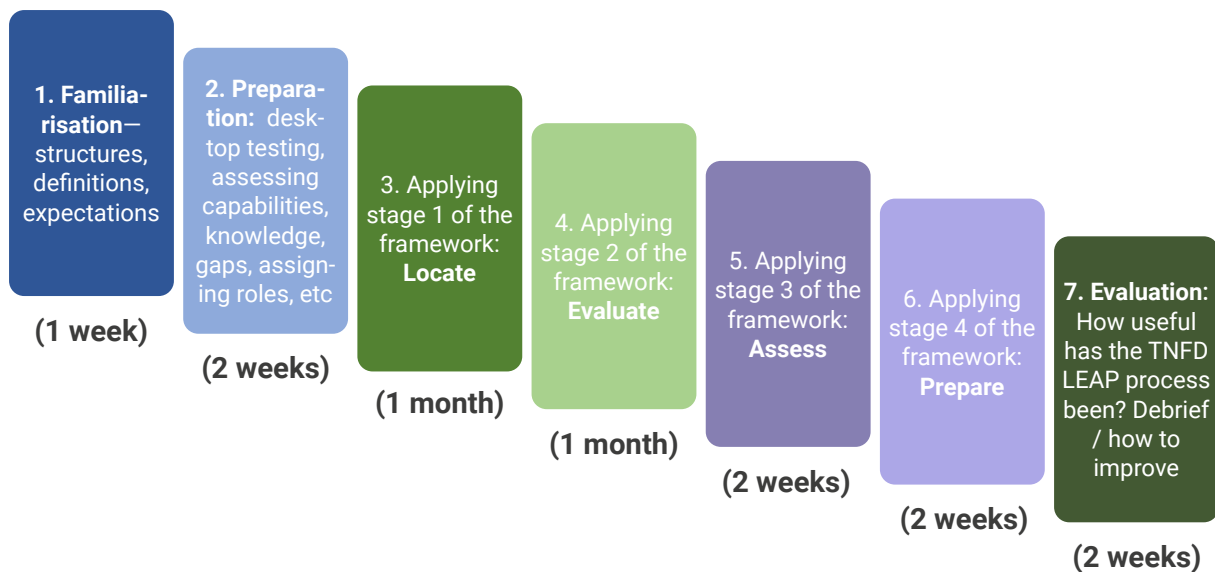 1. Familia-
risation—
structures,
definitions,
expectations
(1 week)
2. Prepara-
tion: desk-
top testing,
assessing
capabilities,
knowledge,
gaps, assign-
ing roles, etc
(2 weeks)
3. Applying
stage 1 of the
framework:
Locate
(1 month)
4. Applying
stage 2 of the
framework:
Evaluate
(1 month)
5. Applying
stage 3 of the
framework:
Assess
(2 weeks)
6. Applying
stage 4 of the
framework:
Prepare
(2 weeks)
7. Evaluation:
How useful
has the TNFD
LEAP process
been? Debrief
/ how to
improve
(2 weeks)